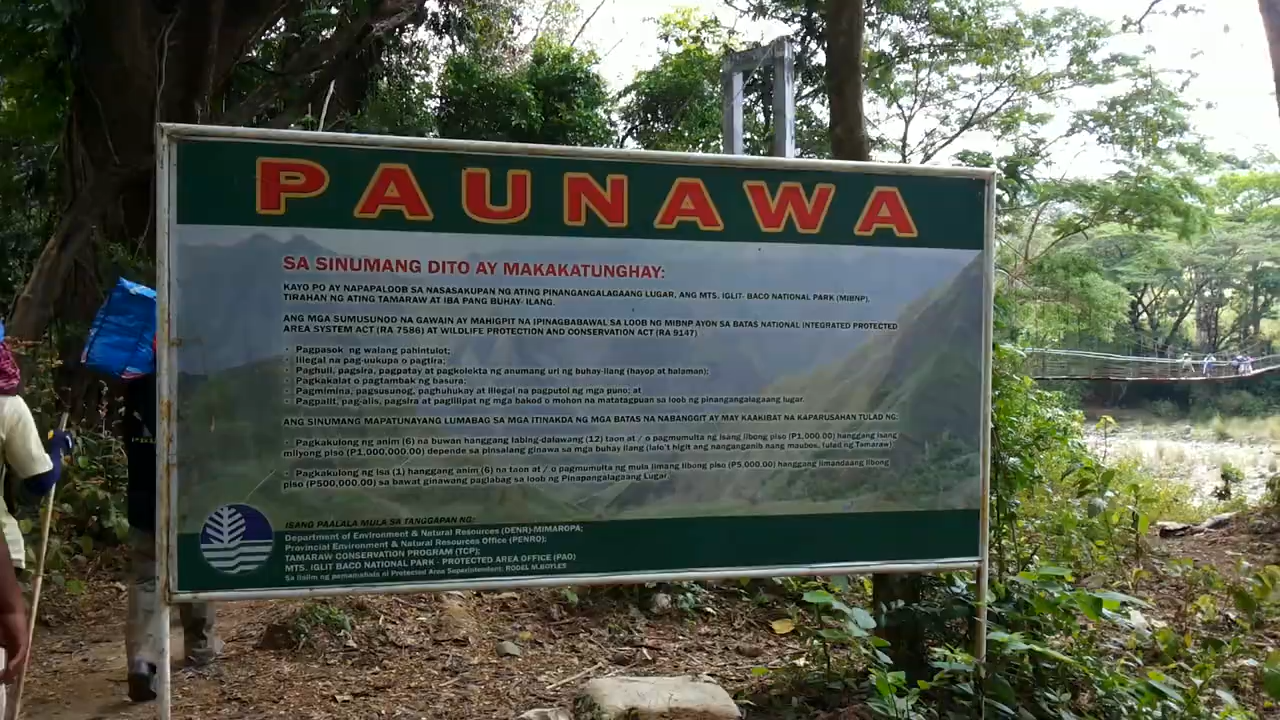 PAUNAWA
SA SINUMANG DITO AY MAKAKATUNGHAY:
KAYO PO AY NAPAPALOOB SA NASASAKUPAN NG ATING PINANGANGALAGAANG LUGAR, ANG MTS. IGLIT- BACO NATIONAL PARK (MIBNP),
TIRAHAN NG ATING TAMARAW AT IBA PANG BUHAY- ILANG.
ANG MGA SUMUSUNOD NA GAWAIN AY MAHIGPIT NA IPINAGBABAWAL SA LOOB NG MIBNP AYON SA BATAS NATIONAL INTEGRATED PROTECTED
AREA SYSTEM ACT (RA 7586) AT WILDLIFE PROTECTION AND CONSERVATION ACT (RA 9147)
· Pagpasok ng walang pahintulot;
· Illegal na pag-uukupa o pagtira;
· Paghuli, pagsira, pagpatay at pagkolekta ng anumang uri ng buhay-ilang (hayop at halaman);
· Pagkakalat o pagtambak ng basura;
· Pagmimina, pagsusunog, paghuhukay at illegal na pagputol ng mga puno; at
· Pagpalit, pag-alis, pagsira at paglilipat ng mga bakod o mohon na matatagpuan sa loob ng pinangangalagaang lugar.
ANG SINUMANG MAPATUNAYANG LUMABAG SA MGA ITINAKDA NG MGA BATAS NA NABANGGIT AY MAY KAAKIBAT NA KAPARUSAHAN TULAD NG:
· Pagkakulong ng anim (6) na buwan hanggang labing-dalawang (12) taon at / o pagmumulta ng isang libong piso (P1,000.00) hanggang isang
milyong piso (P1,000,000.00) depende sa pinsalang ginawa sa mga buhay ilang (lalo't higit ang nanganganib nang maubos, tulad ng Tamaraw)
· Pagkakulong ng isa (1) hanggang anim (6) na taon at / o pagmumulta ng mula limang libong piso (P5,000.00) hanggang limandaang libong
piso (P500,000.00) sa bawat ginawang paglabag sa loob ng Pinapangalagaang Lugar.
ISANG PAALALA MULA SA TANGGAPAN NG:
Department of Environment & Natural Resources (DENR)-MIMAROPA;
Provincial Environment & Natural Resources Office (PENRO);
TAMARAW CONSERVATION PROGRAM (TCP);
MTS. IGLIT BACO NATIONAL PARK - PROTECTED AREA OFFICE (PAO)
Sa ilalim ng pamamahala ni Protected Area Superintendent: RODEL M.BOYLES